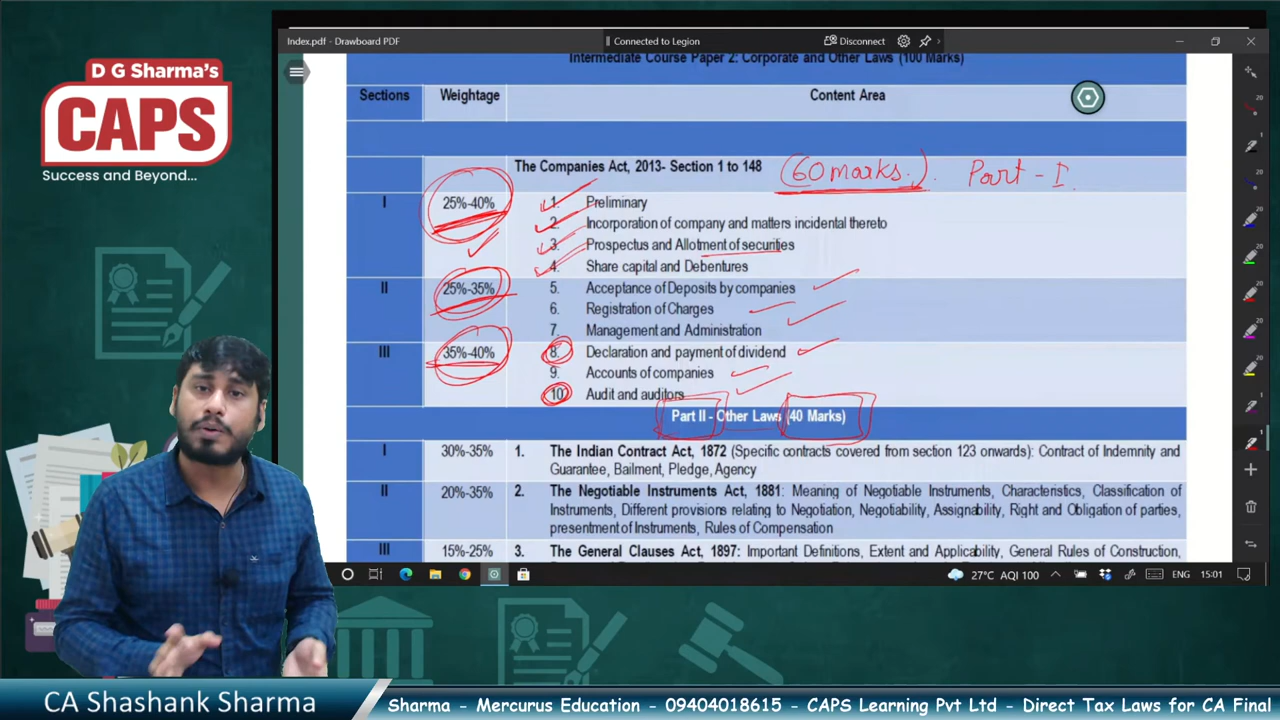 D G Sharma's
CAPS
Success and Beyond...
Index.pdf - Drawboard PDF
Connected to Legion
Disconnect
Intermediate Course Paper 2: Corporate and Other Laws (100 Marks)
Sections Weightage Content Area
The Companies Act, 2013- Section 1 to 148 (60 marks.). Part - I.
I 25%-40% 1. Preliminary
2. Incorporation of company and matters incidental thereto
3. Prospectus and Allotment of securities
4. Share capital and Debentures
II 25%-35% 5. Acceptance of Deposits by companies
6. Registration of Charges
7. Management and Administration
III 35%-40% 8. Declaration and payment of dividend
9. Accounts of companies
10. Audit and auditors
Part II - Other Laws (40 Marks)
I 30%-35% 1. The Indian Contract Act, 1872 (Specific contracts covered from section 123 onwards): Contract of Indemnity and
Guarantee, Bailment, Pledge, Agency
II 20%-35% 2. The Negotiable Instruments Act, 1881: Meaning of Negotiable Instruments, Characteristics, Classification of
Instruments, Different provisions relating to Negotiation, Negotiability, Assignability, Right and Obligation of parties,
presentment of Instruments, Rules of Compensation
III 15%-25% 3. The General Clauses Act, 1897: Important Definitions, Extent and Applicability, General Rules of Construction,
27°C AQI 100 ENG 15:01
CA Shashank Sharma
Sharma - Mercurus Education - 09404018615 - CAPS Learning Pvt Ltd - Direct Tax Laws for CA Final